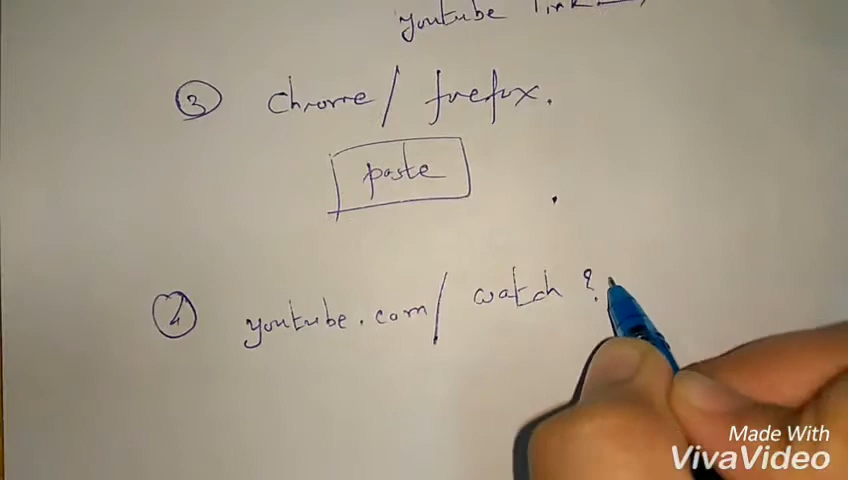 youtube link
③ chrome / firefox.
paste
④ youtube.com/ watch ?
Made With
VivaVideo